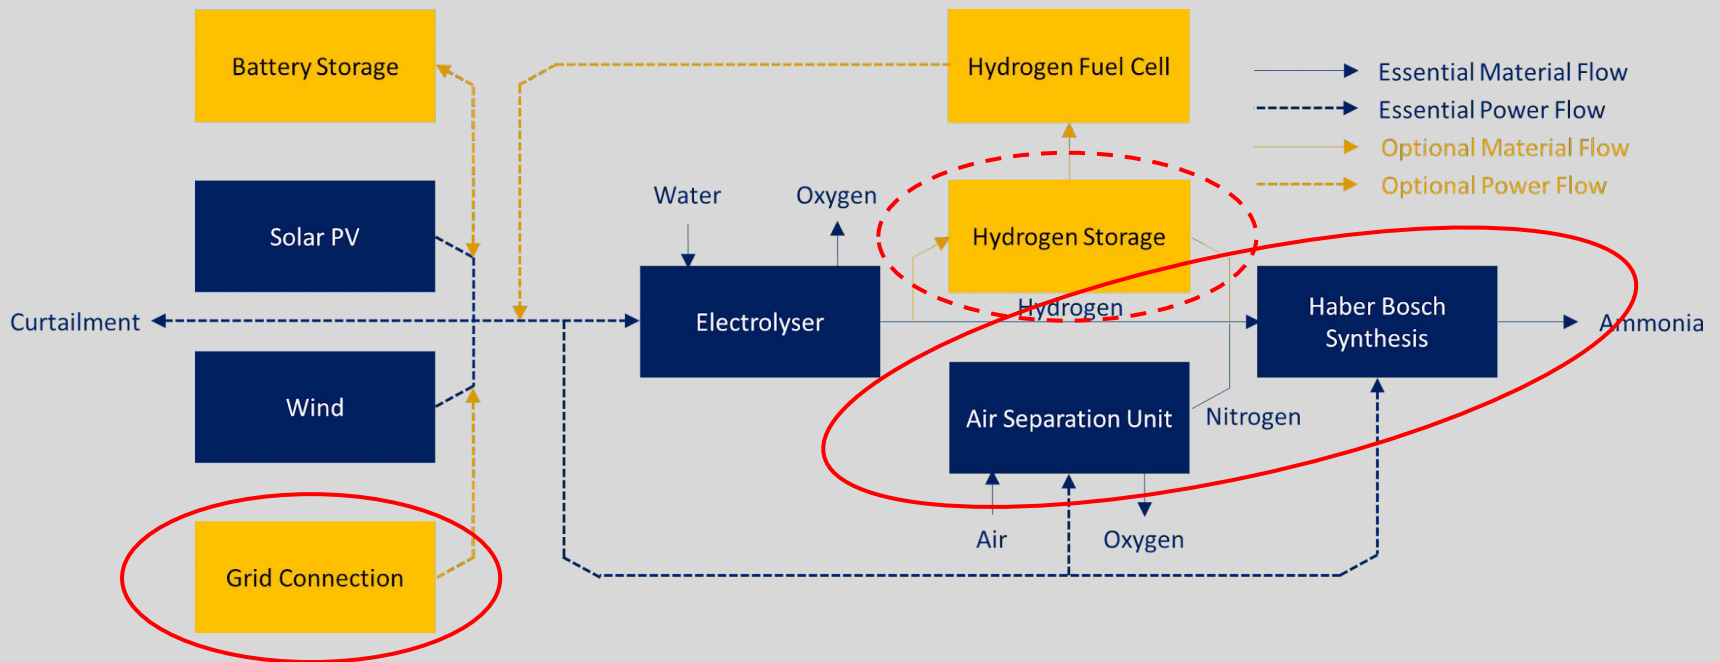 Battery Storage
Hydrogen Fuel Cell
Essential Material Flow
Essential Power Flow
Optional Material Flow
Optional Power Flow
Water
Oxygen
Solar PV
Hydrogen Storage
Curtailment
Electrolyser
Hydrogen
Haber Bosch
Synthesis
Ammonia
Wind
Air Separation Unit
Nitrogen
Air
Oxygen
Grid Connection